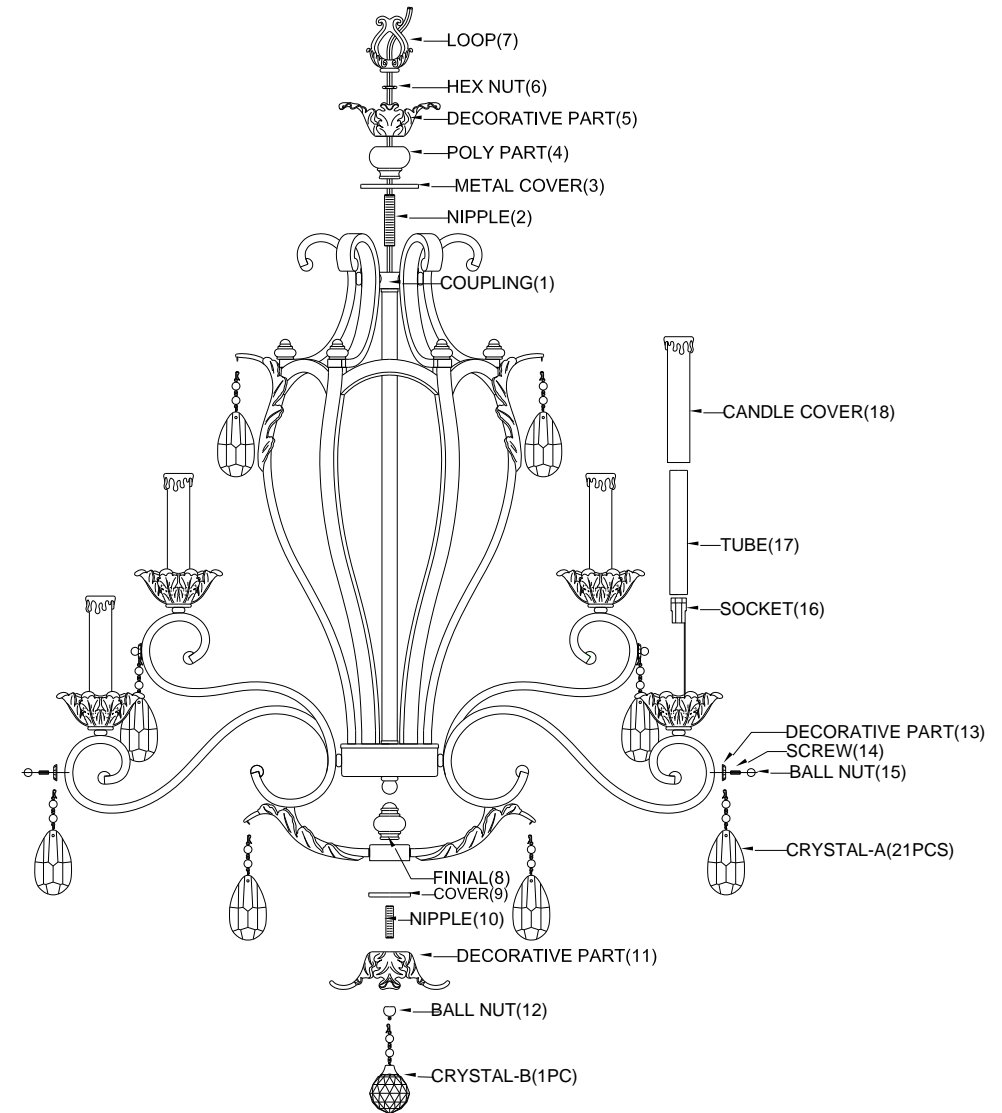 LOOP(7)
HEX NUT(6)
DECORATIVE PART(5)
POLY PART(4)
METAL COVER(3)
NIPPLE(2)
COUPLING(1)
CANDLE COVER(18)
TUBE(17)
SOCKET(16)
DECORATIVE PART(13)
SCREW(14)
BALL NUT(15)
CRYSTAL-A(21PCS)
FINIAL(8)
COVER(9)
NIPPLE(10)
DECORATIVE PART(11)
BALL NUT(12)
CRYSTAL-B(1PC)